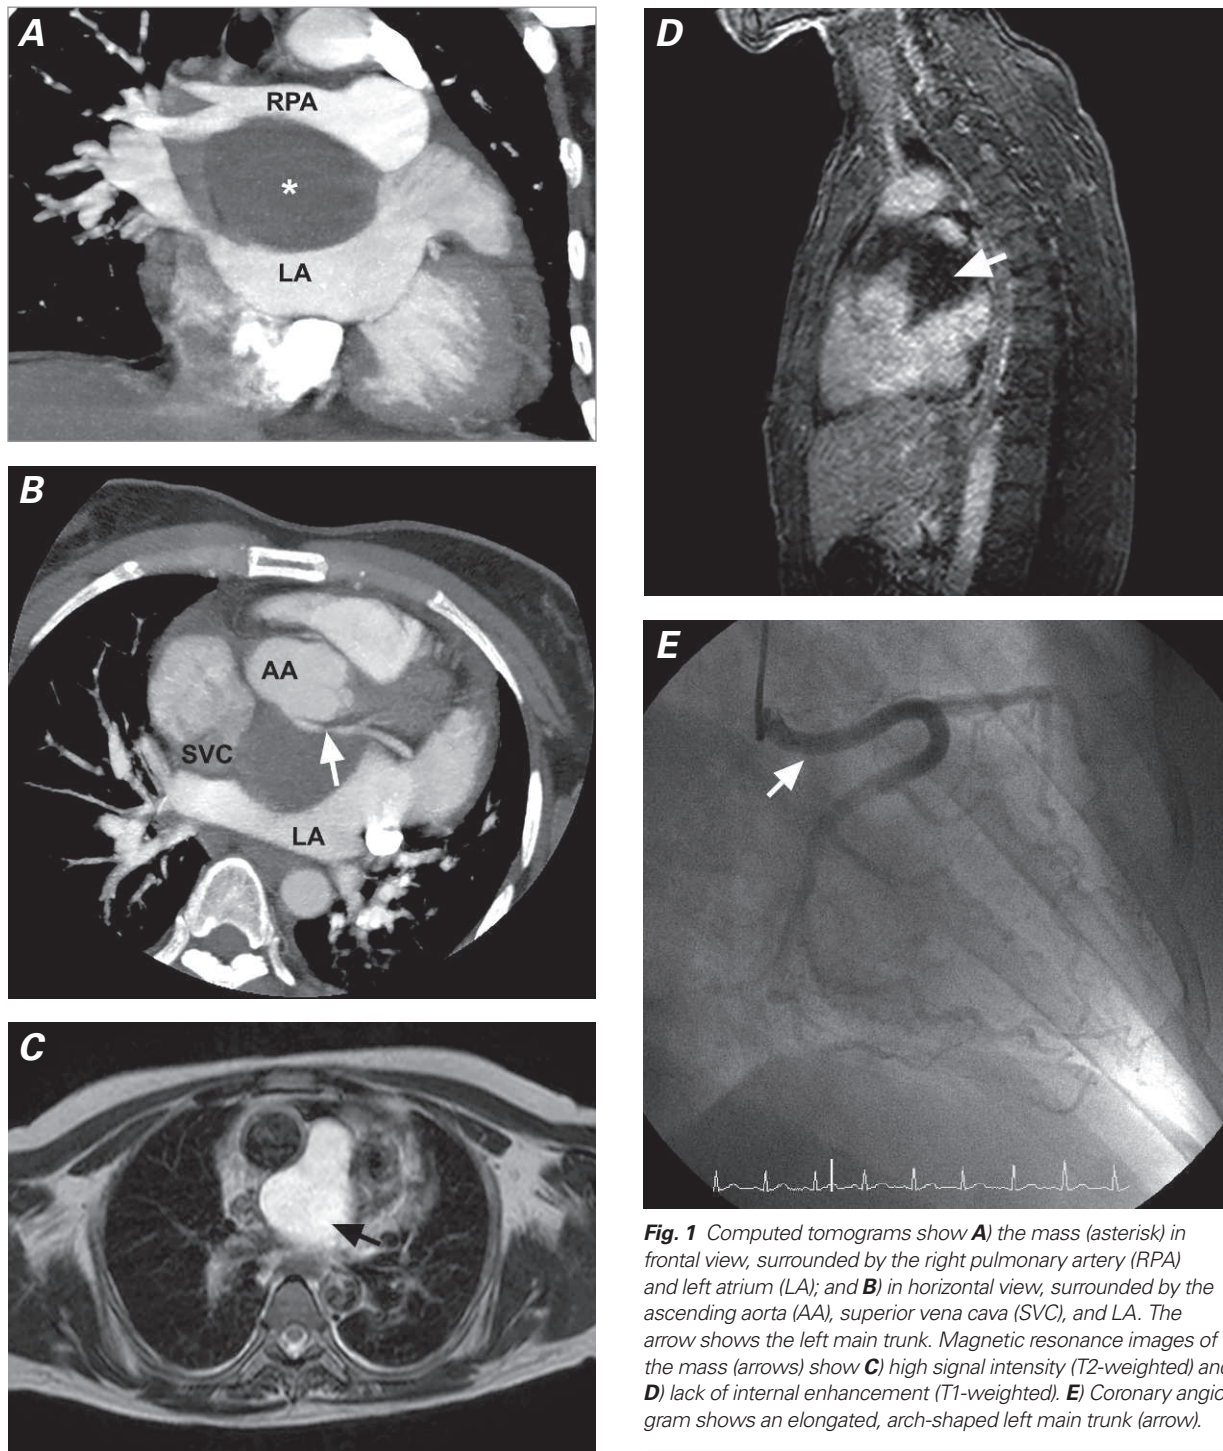 A
RPA
*
LA
B
AA
SVC
LA
C
D
E
Fig. 1 Computed tomograms show A) the mass (asterisk) in
frontal view, surrounded by the right pulmonary artery (RPA)
and left atrium (LA); and B) in horizontal view, surrounded by the
ascending aorta (AA), superior vena cava (SVC), and LA. The
arrow shows the left main trunk. Magnetic resonance images of
the mass (arrows) show C) high signal intensity (T2-weighted) and
D) lack of internal enhancement (T1-weighted). E) Coronary angio
gram shows an elongated, arch-shaped left main trunk (arrow).